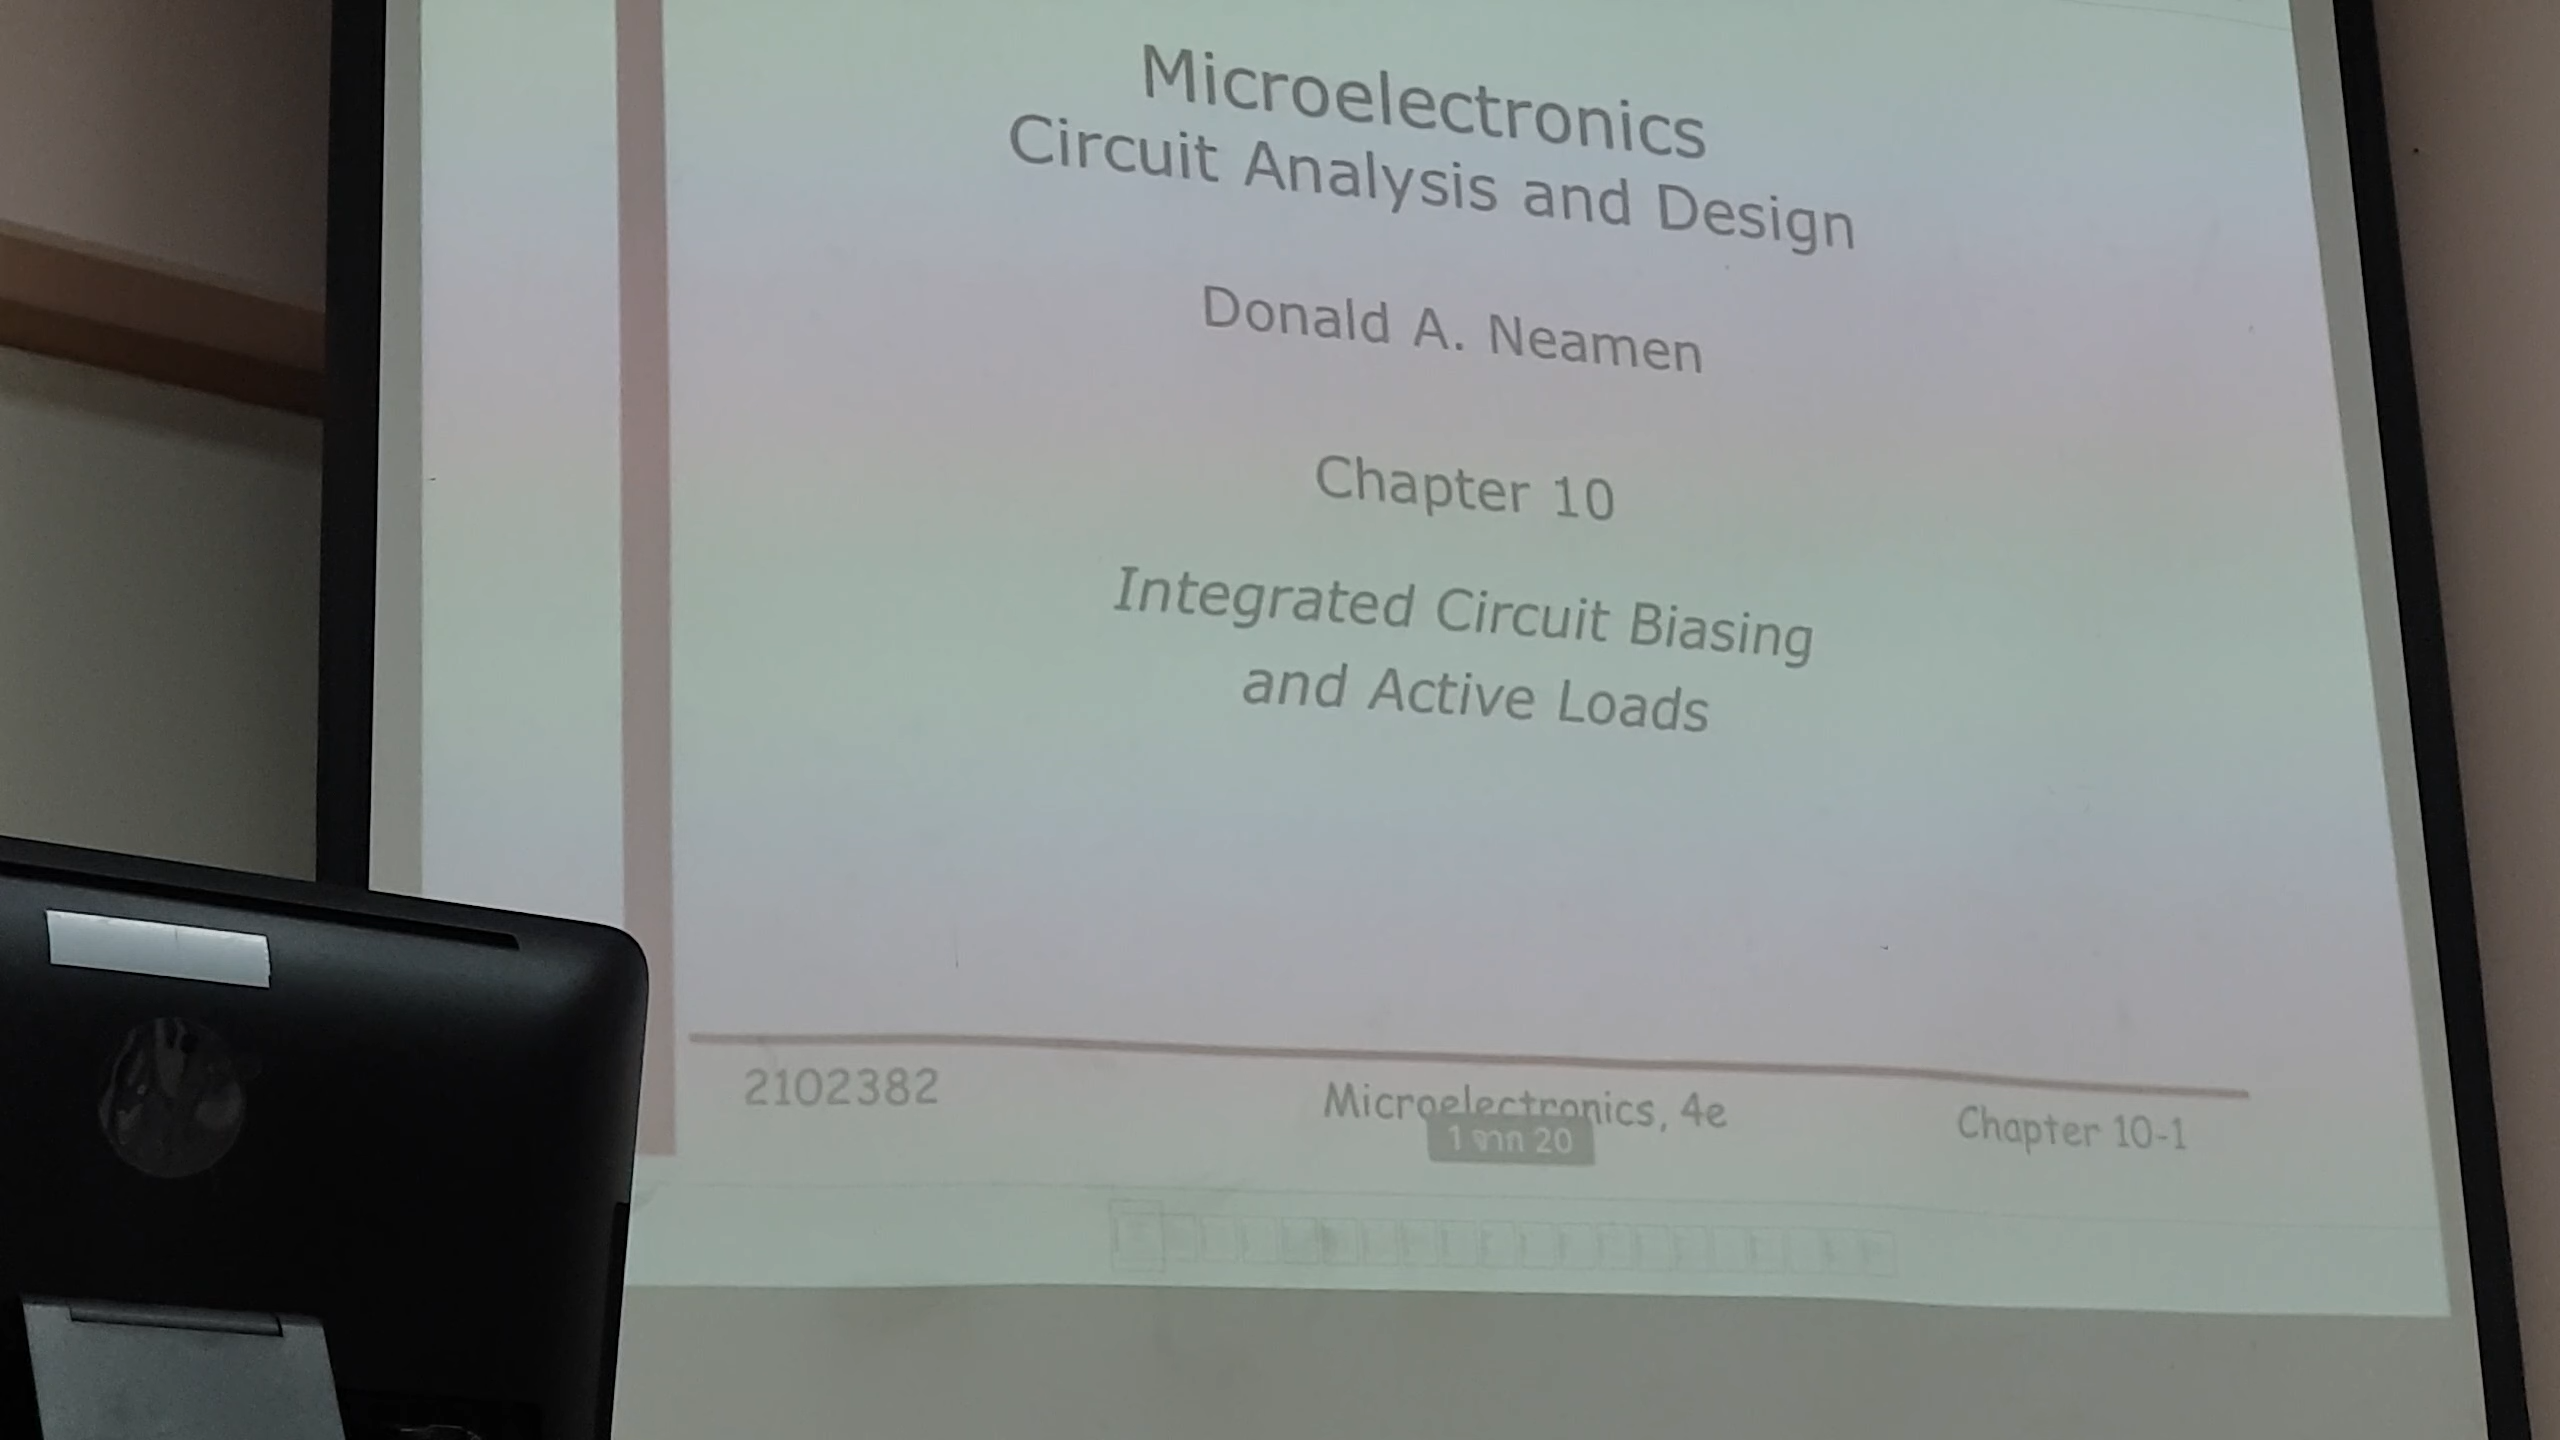 Microelectronics
Circuit Analysis and Design
Donald A. Neamen
Chapter 10
Integrated Circuit Biasing
and Active Loads
2102382
Microelectronics, 4e
Chapter 10-1
1 จาก 20